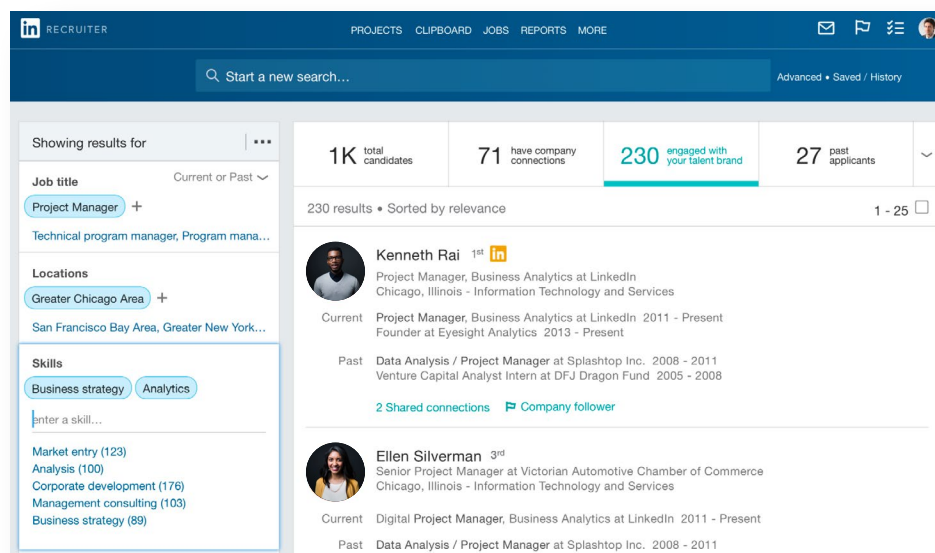 in RECRUITER
PROJECTS CLIPBOARD JOBS REPORTS MORE
Start a new search...
Advanced • Saved / History
Showing results for
Job title
Current or Past
Project Manager +
Technical program manager, Program mana...
Locations
Greater Chicago Area +
San Francisco Bay Area, Greater New York...
Skills
Business strategy Analytics
enter a skill...
Market entry (123)
Analysis (100)
Corporate development (176)
Management consulting (103)
Business strategy (89)
1K total candidates
71 have company connections
230 engaged with your talent brand
27 past applicants
230 results • Sorted by relevance
1 - 25
Kenneth Rai 1st in
Project Manager, Business Analytics at LinkedIn
Chicago, Illinois - Information Technology and Services
Current Project Manager, Business Analytics at LinkedIn 2011 - Present
Founder at Eyesight Analytics 2013 - Present
Past Data Analysis / Project Manager at Splashtop Inc. 2008 - 2011
Venture Capital Analyst Intern at DFJ Dragon Fund 2005 - 2008
2 Shared connections Company follower
Ellen Silverman 3rd
Senior Project Manager at Victorian Automotive Chamber of Commerce
Chicago, Illinois - Information Technology and Services
Current Digital Project Manager, Business Analytics at LinkedIn 2011 - Present
Past Data Analysis / Project Manager at Splashtop Inc. 2008 - 2011